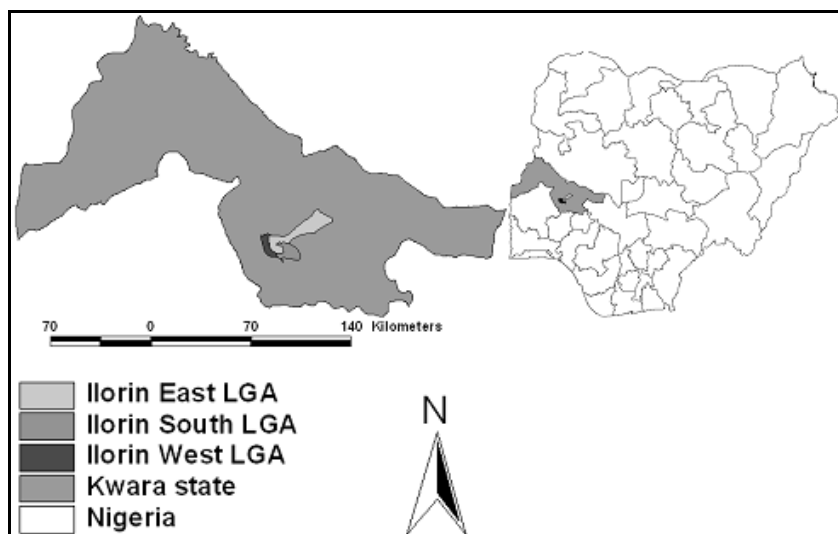 70 0 70 140 Kilometers
Ilorin East LGA
Ilorin South LGA
Ilorin West LGA
Kwara state
Nigeria
N